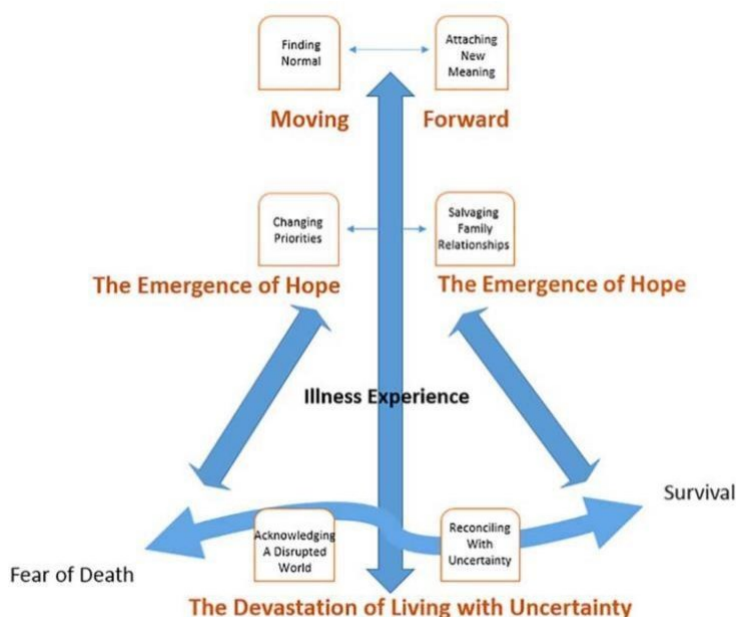 Finding
Normal
Attaching
New
Meaning
Moving Forward
Changing
Priorities
Salvaging
Family
Relationships
The Emergence of Hope
The Emergence of Hope
Illness Experience
Survival
Acknowledging
A Disrupted
World
Reconciling
With
Uncertainty
Fear of Death
The Devastation of Living with Uncertainty